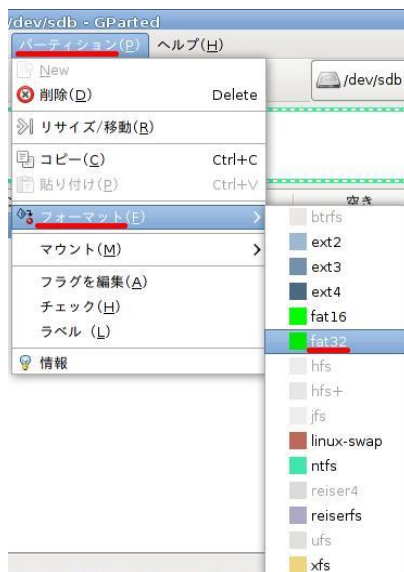 /dev/sdb - GParted
パーティション(P) ヘルプ(H)
New
削除(D) Delete
/dev/sdb
リサイズ/移動(R)
コピー(C) Ctrl+C
貼り付け(P) Ctrl+V
空き
フォーマット(F)
btrfs
マウント(M)
ext2
ext3
フラグを編集(A)
ext4
チェック(H)
fat16
ラベル (L)
fat32
情報
hfs
hfs+
jfs
linux-swap
ntfs
reiser4
reiserfs
ufs
xfs